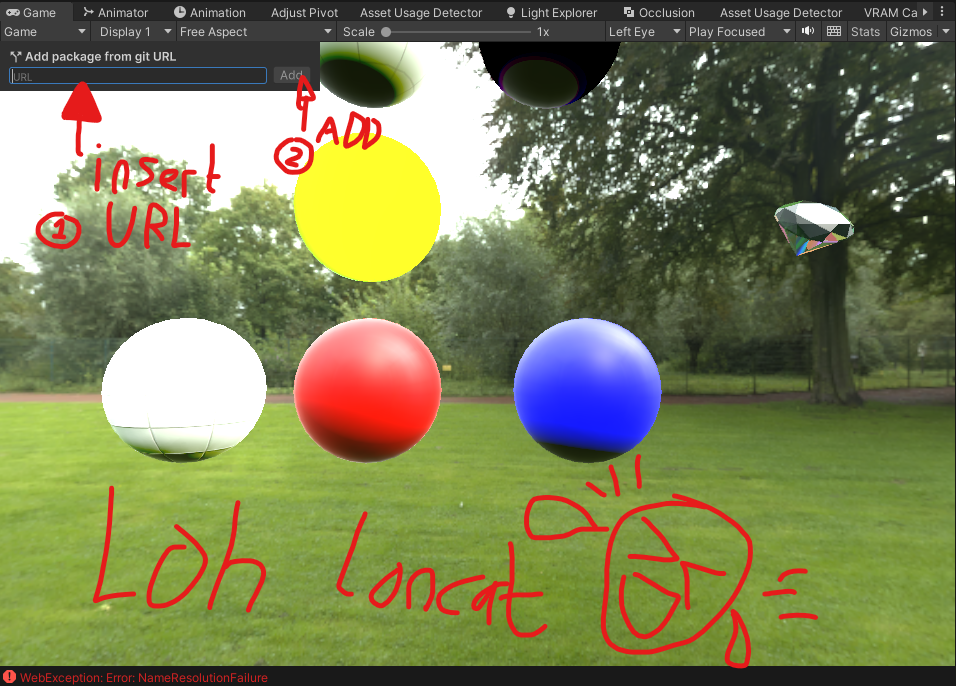 Game Animator Animation Adjust Pivot Asset Usage Detector Light Explorer Occlusion Asset Usage Detector VRAM Ca
Game Display 1 Free Aspect Scale 1x Left Eye Play Focused Stats Gizmos
Add package from git URL
URL Add
2 ADD
insert
1 URL
Loh loncat
WebException: Error: NameResolutionFailure